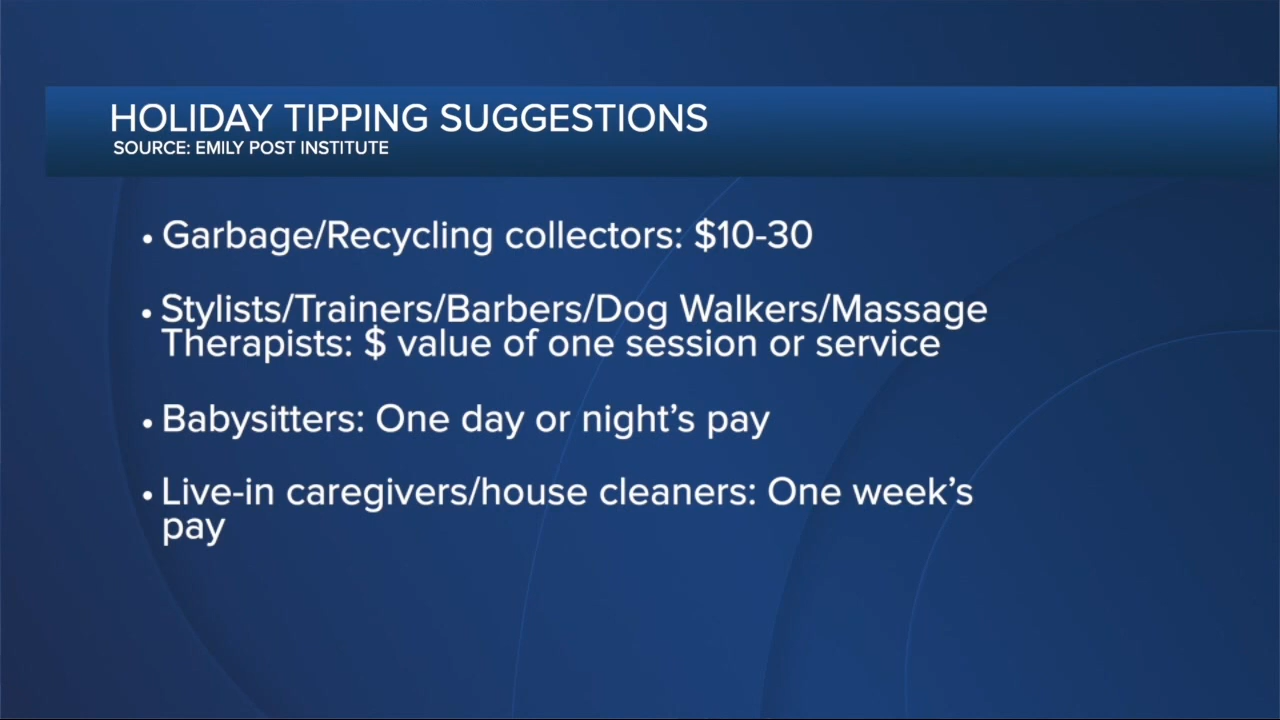 HOLIDAY TIPPING SUGGESTIONS
SOURCE: EMILY POST INSTITUTE
• Garbage/Recycling collectors: $10-30
• Stylists/Trainers/Barbers/Dog Walkers/Massage
Therapists: $ value of one session or service
• Babysitters: One day or night’s pay
• Live-in caregivers/house cleaners: One week’s
pay